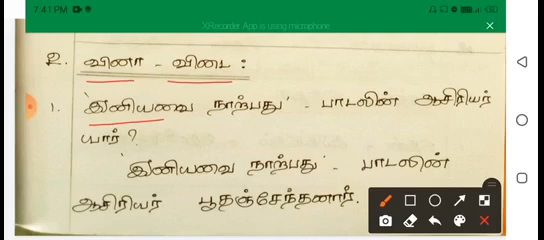 7:41 PM
XRecorder App is using microphone
உ. வினா - விடை :
1. 'இனியவை நாற்பது' - பாடலின் ஆசிரியர்
யார் ?
'இனியவை நாற்பது' - பாடலின்
ஆசிரியர் பூதஞ்சேந்தனார்.